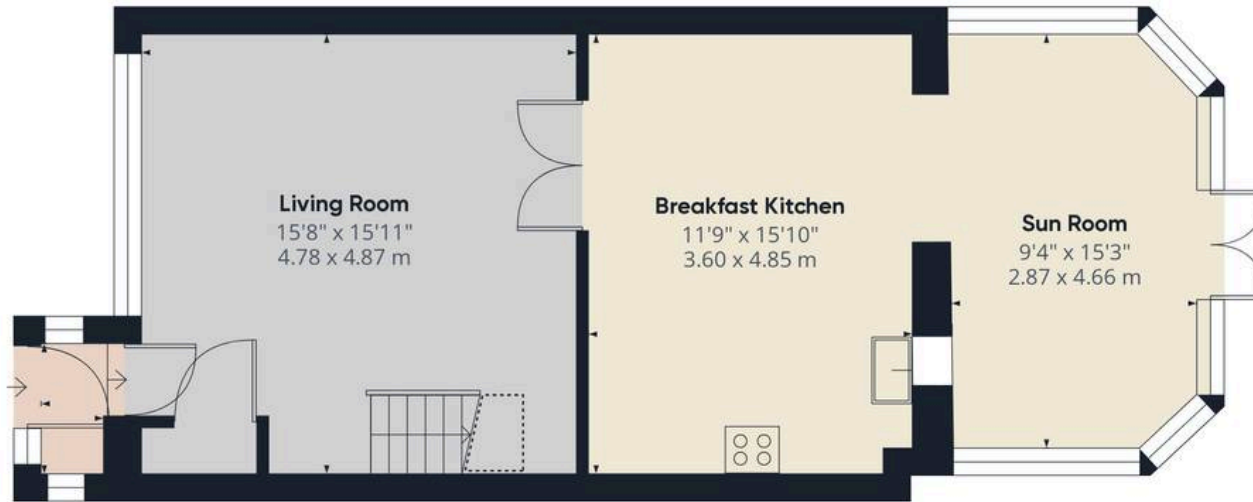 Living Room
15'8" x 15'11"
4.78 x 4.87 m
Breakfast Kitchen
11'9" x 15'10"
3.60 x 4.85 m
Sun Room
9'4" x 15'3"
2.87 x 4.66 m